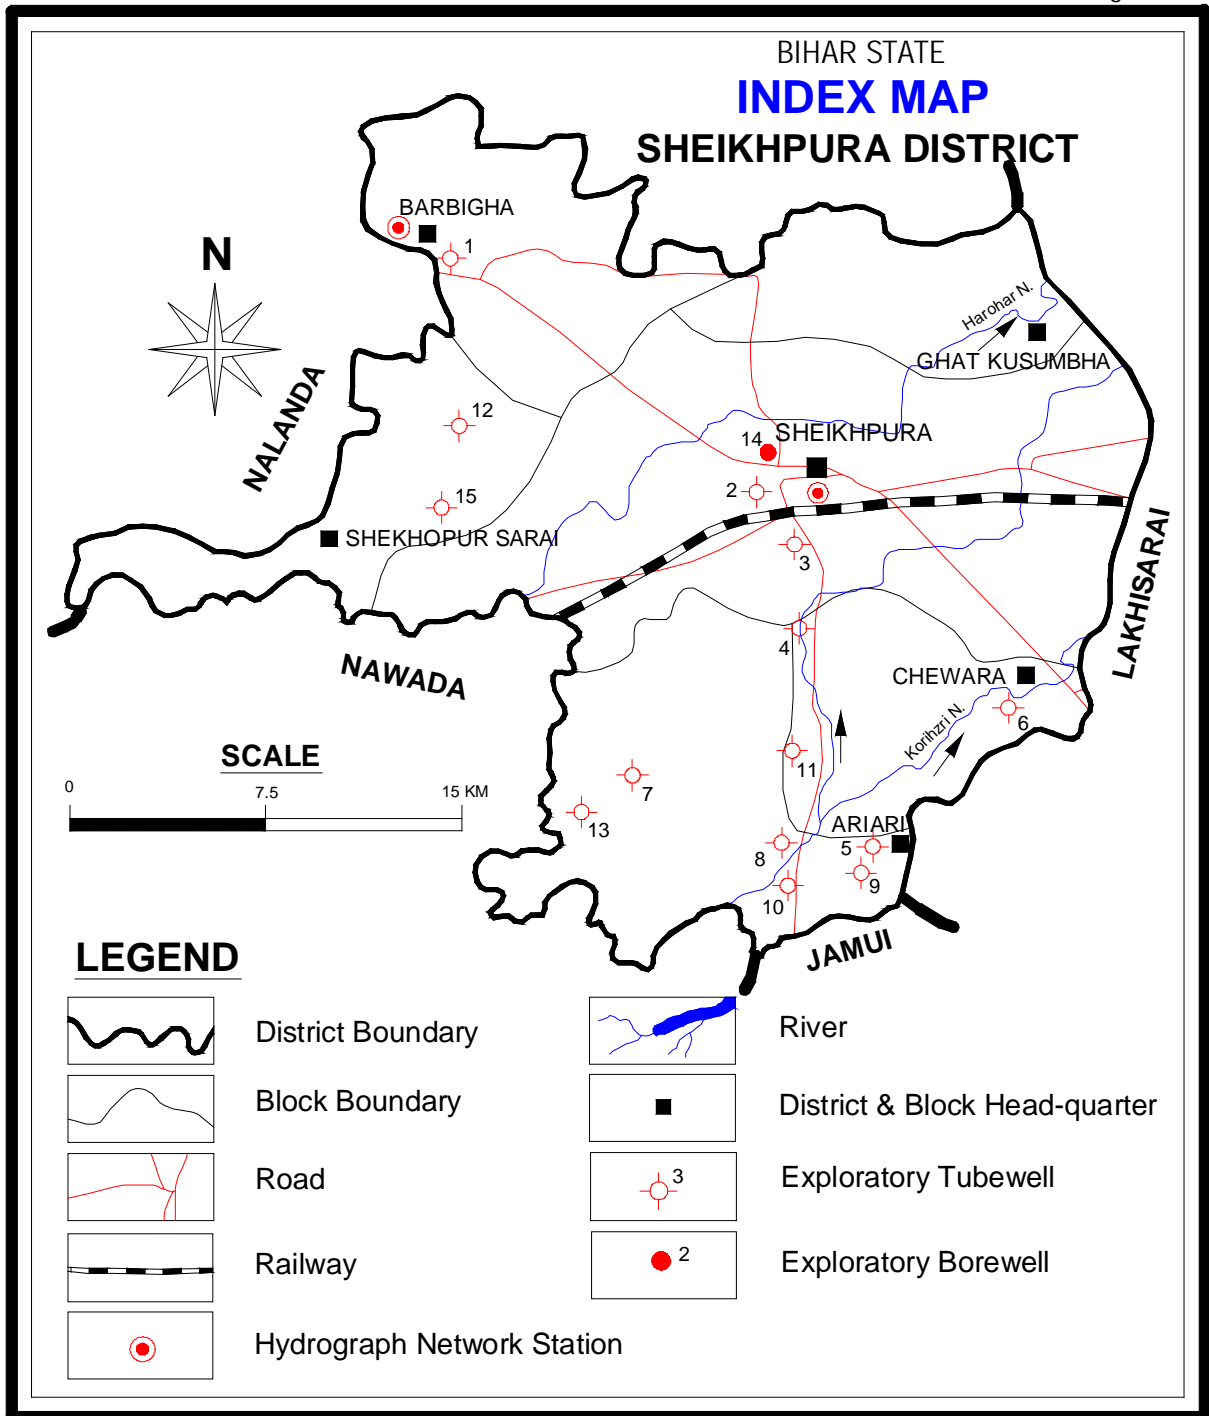 BIHAR STATE
INDEX MAP
SHEIKHPURA DISTRICT
BARBIGHA
1
N
Harohar N.
GHAT KUSUMBHA
NALANDA
12
14
SHEIKHPURA
2
15
SHEKHOPUR SARAI
3
LAKHISARAI
4
NAWADA
CHEWARA
6
Korihzri N.
SCALE
0
7.5
15 KM
11
7
13
ARIARI
8
5
9
10
JAMUI
LEGEND
District Boundary
River
Block Boundary
District & Block Head-quarter
Road
3
Exploratory Tubewell
Railway
2
Exploratory Borewell
Hydrograph Network Station